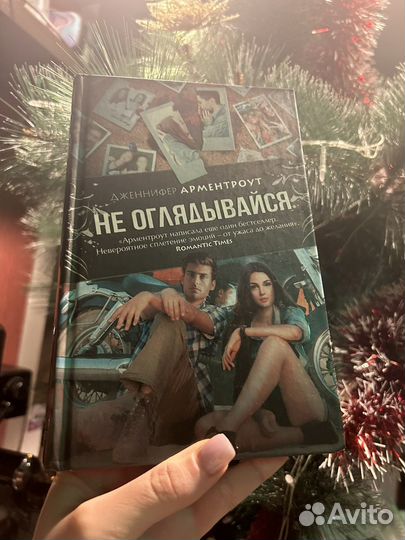 ДЖЕННИФЕР АРМЕНТРОУТ
НЕ ОГЛЯДЫВАЙСЯ
«Арментроут написала еще один бестселлер.
Невероятное сплетение эмоций – от ужаса до желания».
ROMANTIC TIMES
Avito